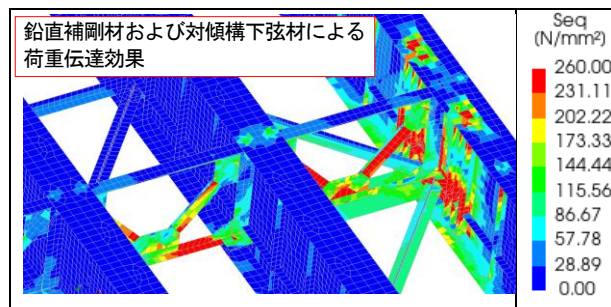 鉛直補剛材および対傾構下弦材による
荷重伝達効果
Seq
(N/mm²)
260.00
231.11
202.22
173.33
144.44
115.56
86.67
57.78
28.89
0.00